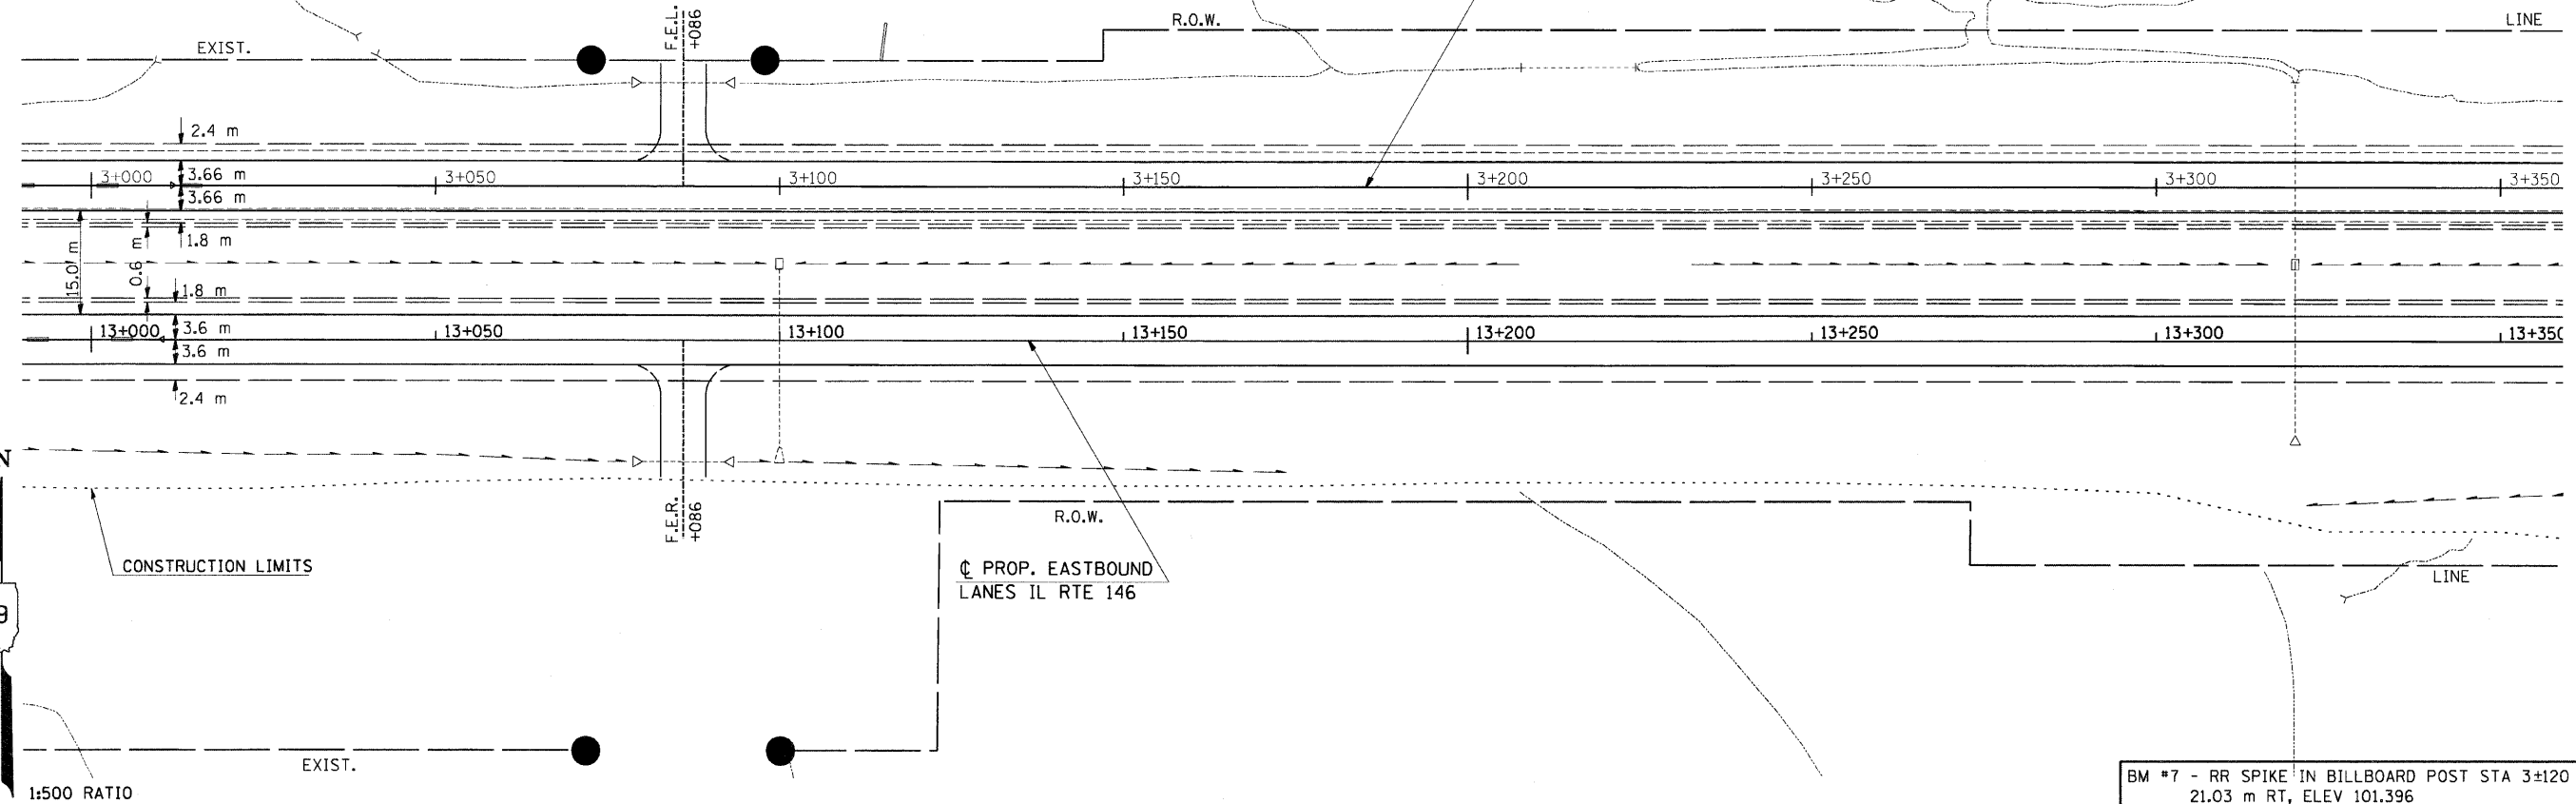 R.O.W.
LINE
EXIST.
F.E.L.
+086
2.4 m
3.66 m
3+000
3+050
3+100
3+150
3+200
3+250
3+300
3+350
3.66 m
1.8 m
15.0 m
0.6 m
1.8 m
13+000
3.6 m
13+050
13+100
13+150
13+200
13+250
13+300
3.6 m
2.4 m
N
F.E.R.
+086
R.O.W.
CONSTRUCTION LIMITS
℄ PROP. EASTBOUND
LANES IL RTE 146
LINE
9
EXIST.
1:500 RATIO
BM #7 - RR SPIKE IN BILLBOARD POST STA 3±120
21.03 m RT, ELEV 101.396